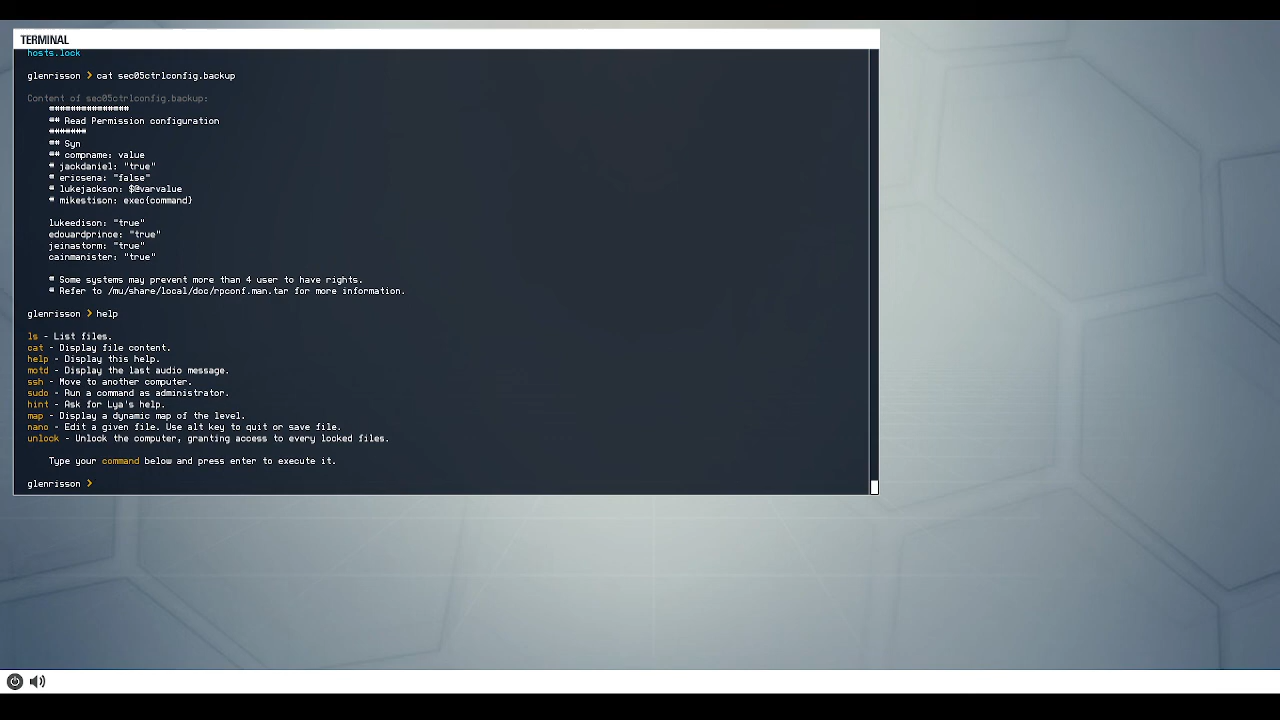 TERMINAL
hosts.lock
glenrisson > cat sec05ctrlconfig.backup
Content of sec05ctrlconfig.backup:
###############
## Read Permission configuration
#######
## Syn
## compname: value
# jackdaniel: "true"
# ericsena: "false"
# lukejackson: $@varvalue
# mikestison: exec{command}
lukeedison: "true"
edouardprince: "true"
jeinastorm: "true"
cainmanister: "true"
# Some systems may prevent more than 4 user to have rights.
# Refer to /mu/share/local/doc/rpconf.man.tar for more information.
glenrisson > help
ls - List files.
cat - Display file content.
help - Display this help.
motd - Display the last audio message.
ssh - Move to another computer.
sudo - Run a command as administrator.
hint - Ask for Lya's help.
map - Display a dynamic map of the level.
nano - Edit a given file. Use alt key to quit or save file.
unlock - Unlock the computer, granting access to every locked files.
Type your command below and press enter to execute it.
glenrisson >